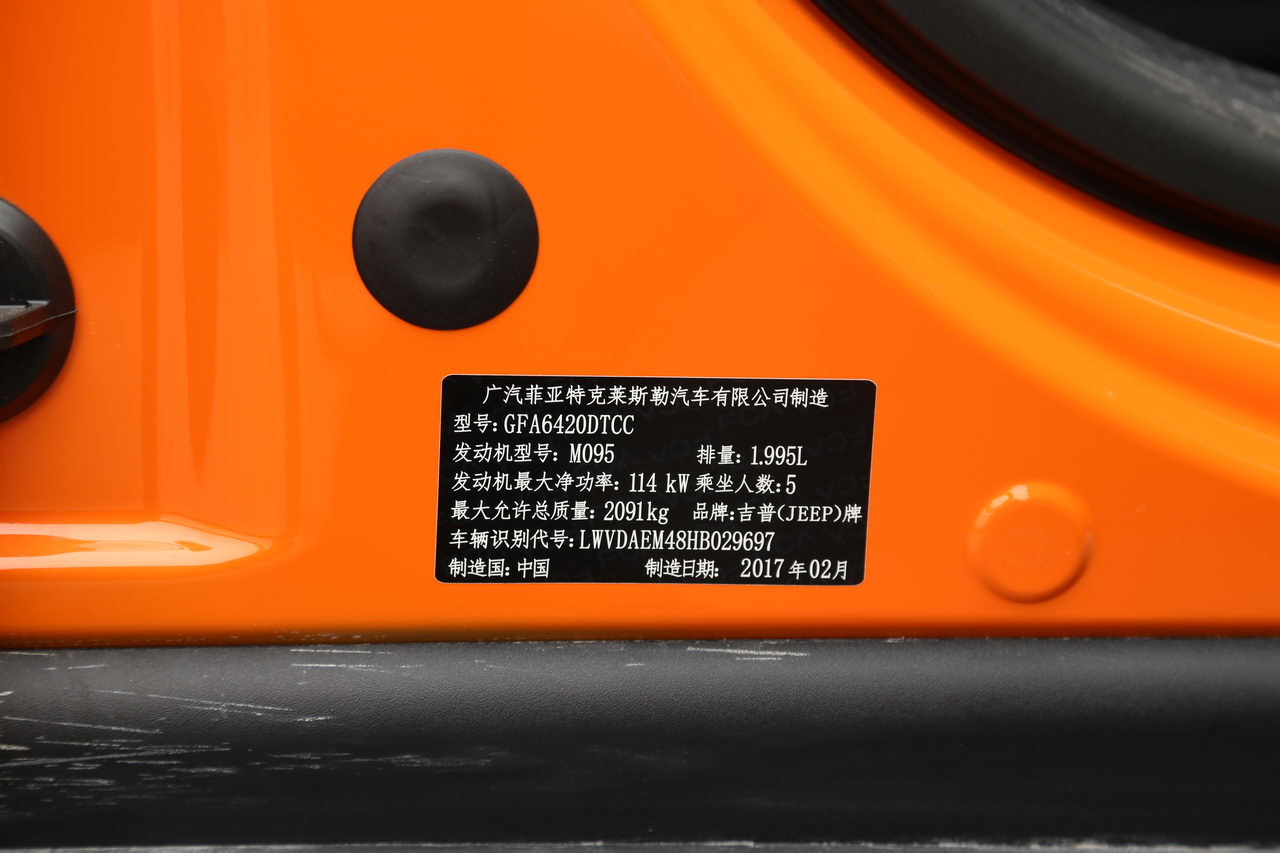 广汽菲亚特克莱斯勒汽车有限公司制造
型号: GFA6420DTCC
发动机型号: M095 排量: 1.995L
发动机最大净功率: 114 kW 乘坐人数: 5
最大允许总质量: 2091kg 品牌: 吉普(JEEP)牌
车辆识别代号: LWVDAEM48HB029697
制造国: 中国 制造日期: 2017年02月